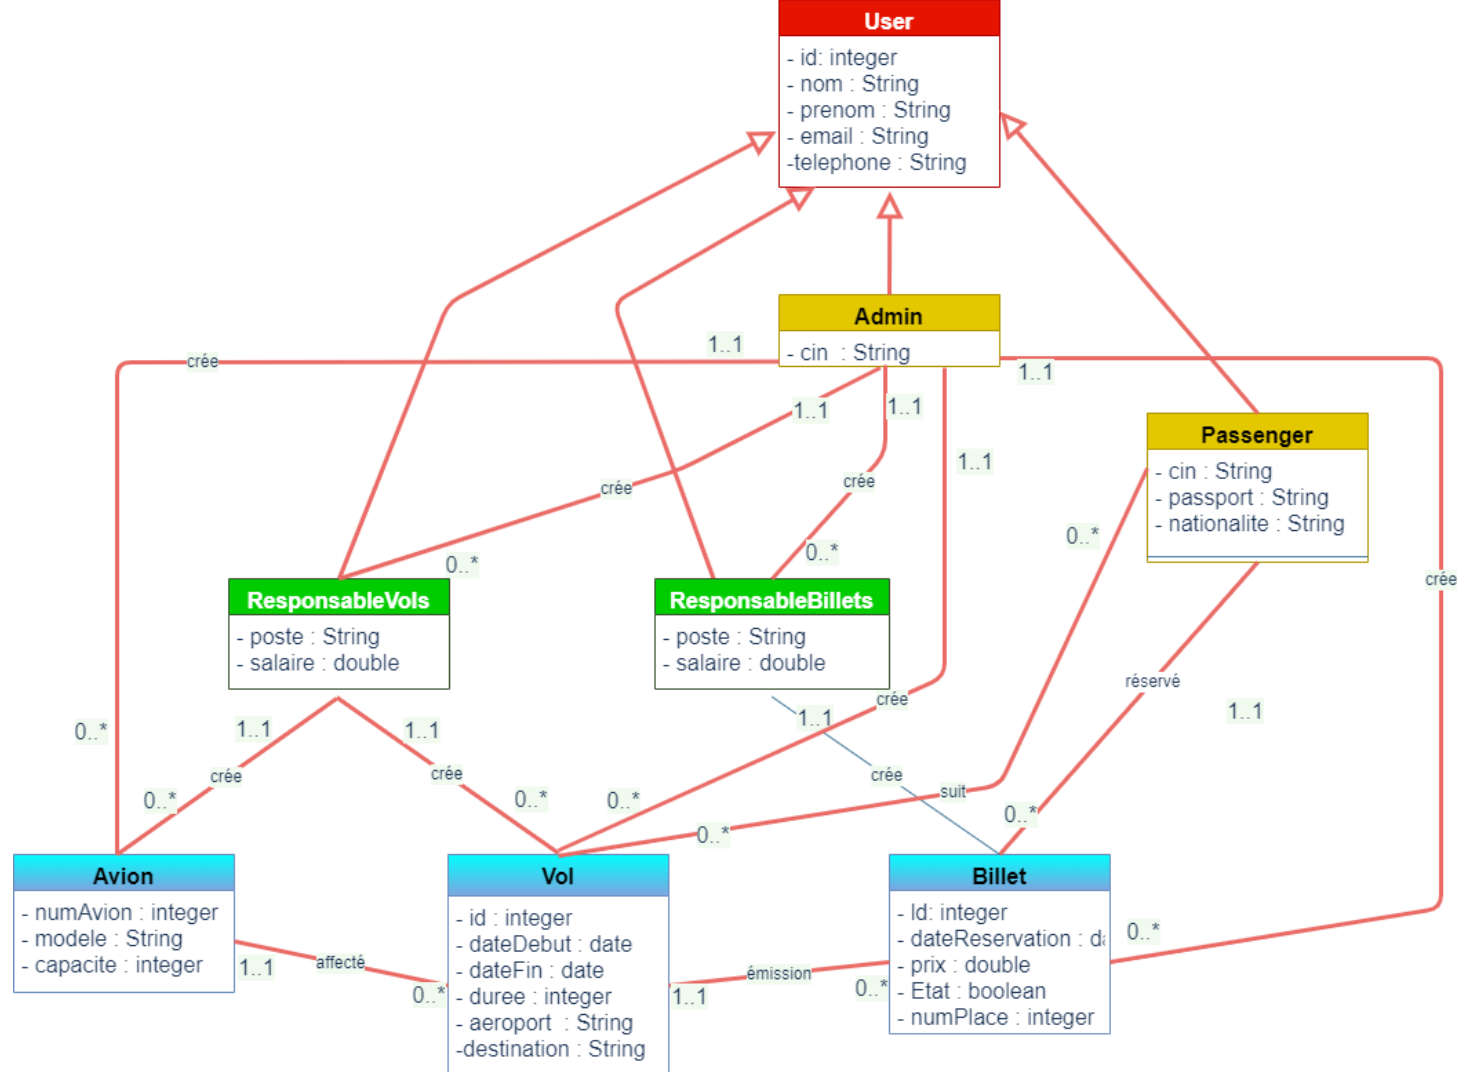 User
- id: integer
- nom : String
- prenom : String
- email : String
-telephone : String
Admin
- cin : String
crée
1..1
1..1
1..1
1..1
1..1
crée
crée
0..*
0..*
Passenger
- cin : String
- passport : String
- nationalite : String
0..*
crée
ResponsableVols
- poste : String
- salaire : double
ResponsableBillets
- poste : String
- salaire : double
réservé
crée
1..1
1..1
1..1
1..1
0..*
crée
crée
crée
suit
0..*
0..*
0..*
0..*
0..*
Avion
- numAvion : integer
- modele : String
- capacite : integer
Vol
- id : integer
- dateDebut : date
- dateFin : date
- duree : integer
- aeroport : String
-destination : String
Billet
- Id: integer
- dateReservation : da
- prix : double
- Etat : boolean
- numPlace : integer
0..*
1..1
affecté
0..*
1..1
émission
0..*